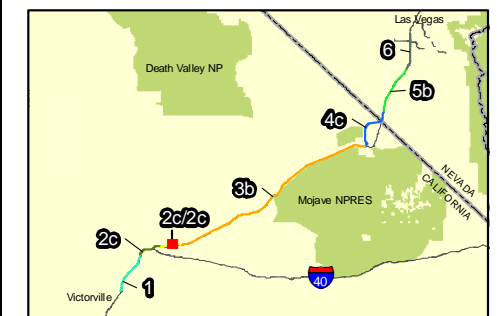 Las Vegas
6
Death Valley NP
5b
4c
NEVADA
CALIFORNIA
3b
Mojave NPRES
2c/2c
2c
40
1
Victorville